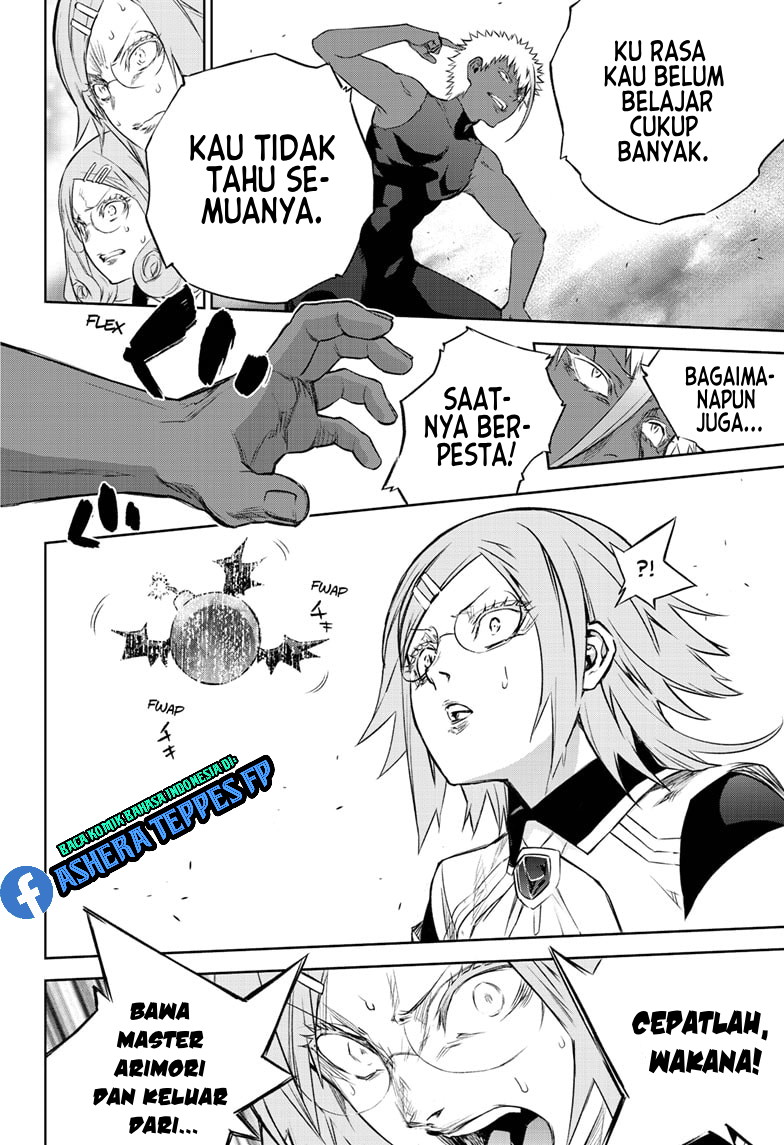 KU RASA
KAU BELUM
BELAJAR
CUKUP
BANYAK.
KAU TIDAK
TAHU SE-
MUANYA.
BAGAIMA-
NAPUN
JUGA...
SAAT-
NYA BER-
PESTA!
FLEX
?!
FWAP
FWAP
BACA KOMIK BAHASA INDONESIA DI:
ASHERA TEPPES FP
CEPATLAH,
WAKANA!
BAWA
MASTER
ARIMORI
DAN KELUAR
DARI...